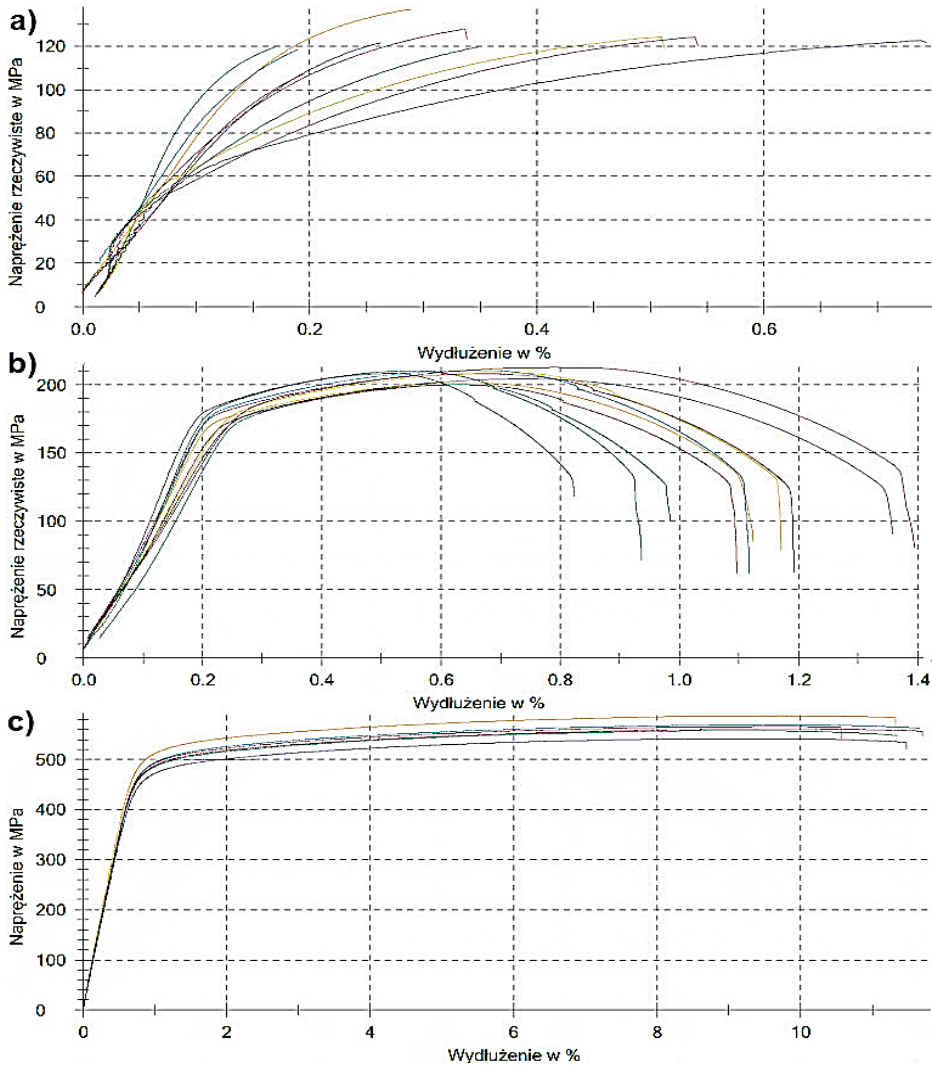 a)
Naprężenie rzeczywiste w MPa
120
100
80
60
40
20
0
0.0 0.2 0.4 0.6
Wydłużenie w %
b)
Naprężenie rzeczywiste w MPa
200
150
100
50
0
0.0 0.2 0.4 0.6 0.8 1.0 1.2 1.4
Wydłużenie w %
c)
Naprężenie w MPa
500
400
300
200
100
0
0 2 4 6 8 10
Wydłużenie w %